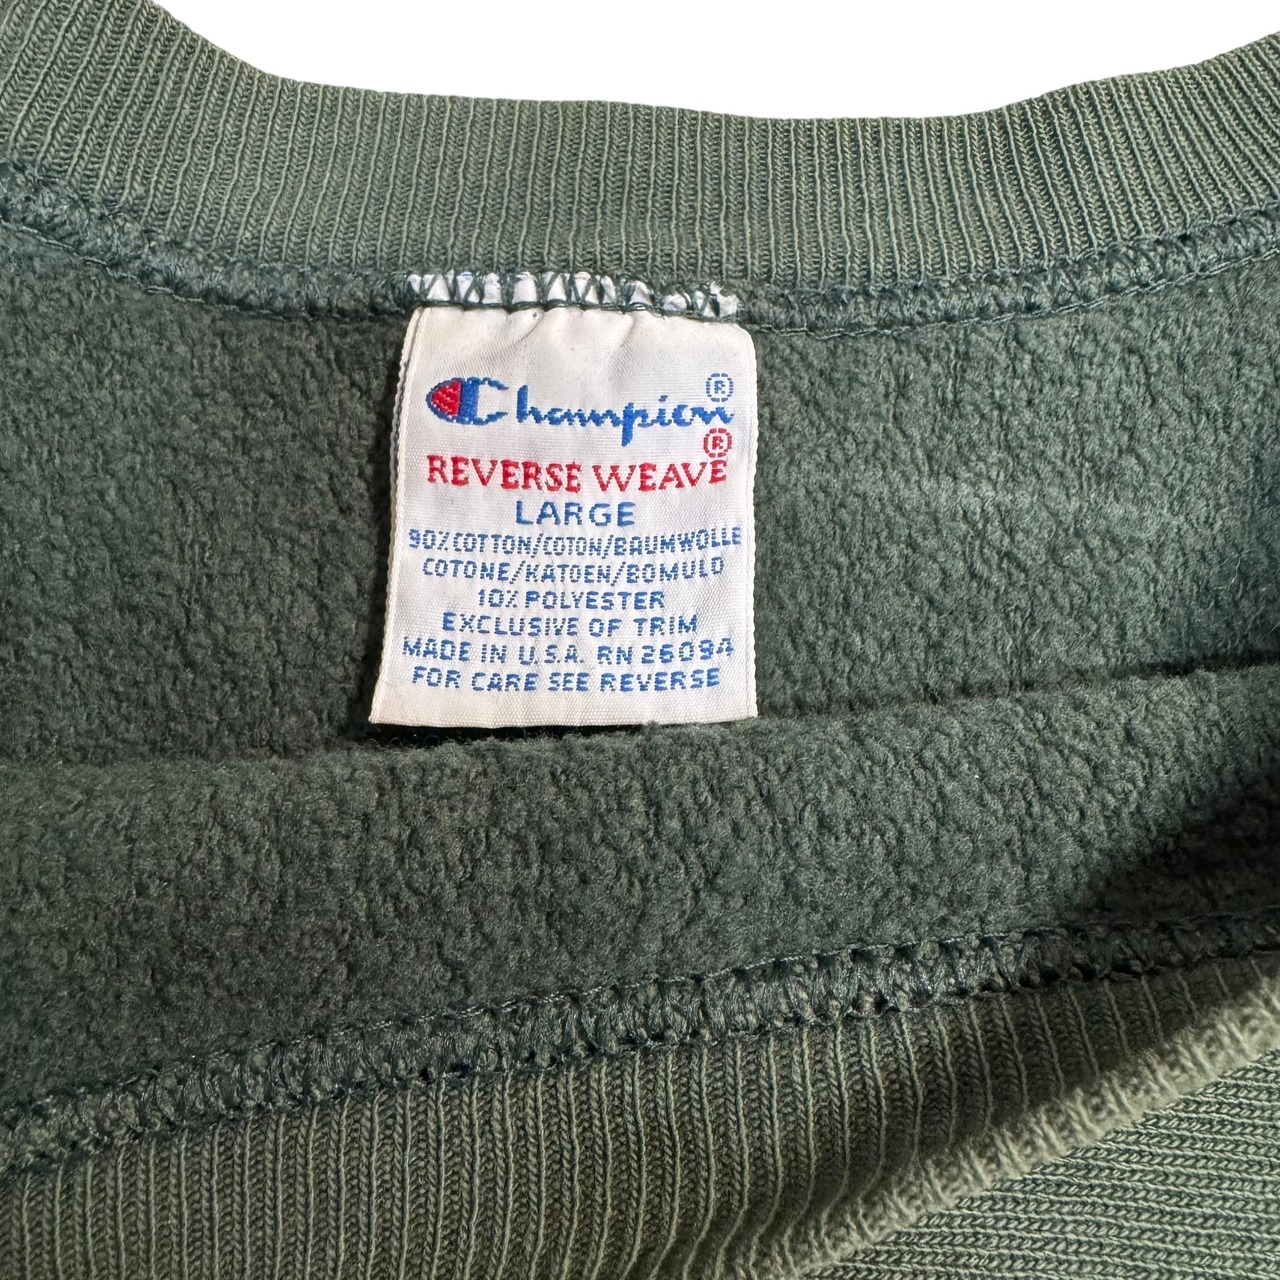 Champion®
REVERSE WEAVE®
LARGE
90% COTTON/COTON/BAUMWOLLE
COTONE/KATOEN/BOMULD
10% POLYESTER
EXCLUSIVE OF TRIM
MADE IN U.S.A. RN 26094
FOR CARE SEE REVERSE